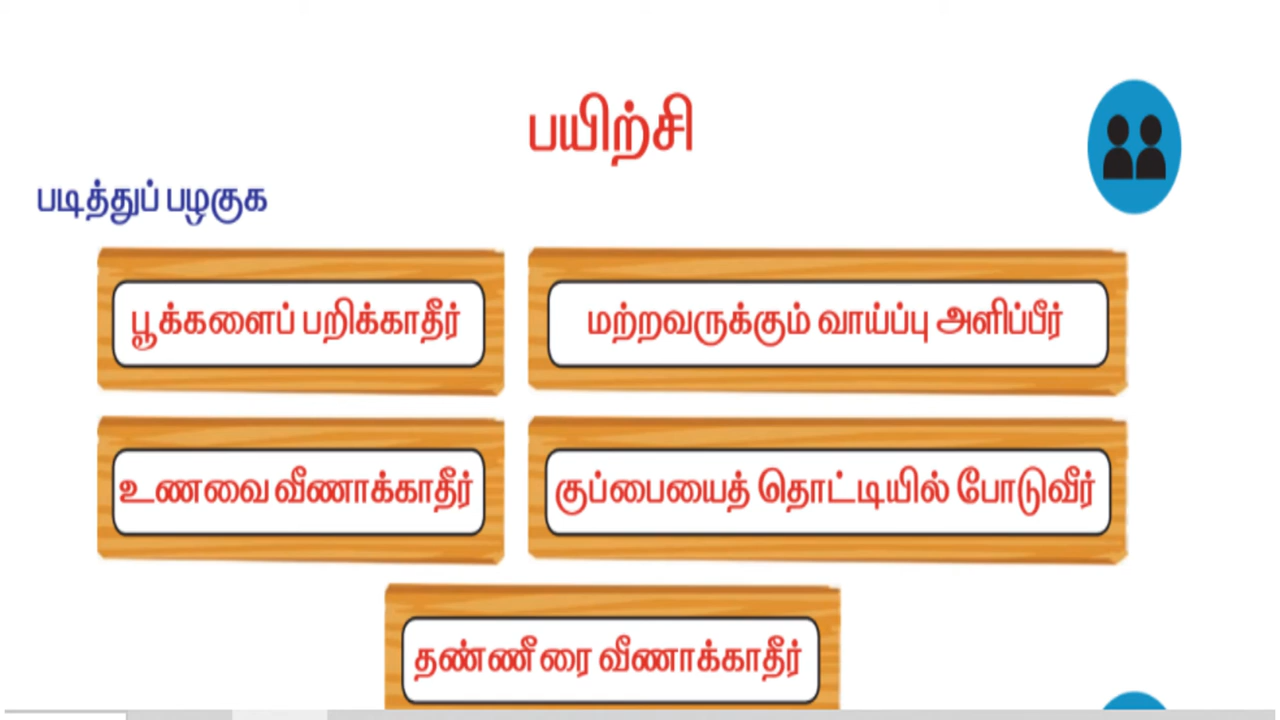 பயிற்சி
படித்துப் பழகுக
பூக்களைப் பறிக்காதீர்
மற்றவருக்கும் வாய்ப்பு அளிப்பீர்
உணவை வீணாக்காதீர்
குப்பையைத் தொட்டியில் போடுவீர்
தண்ணீரை வீணாக்காதீர்